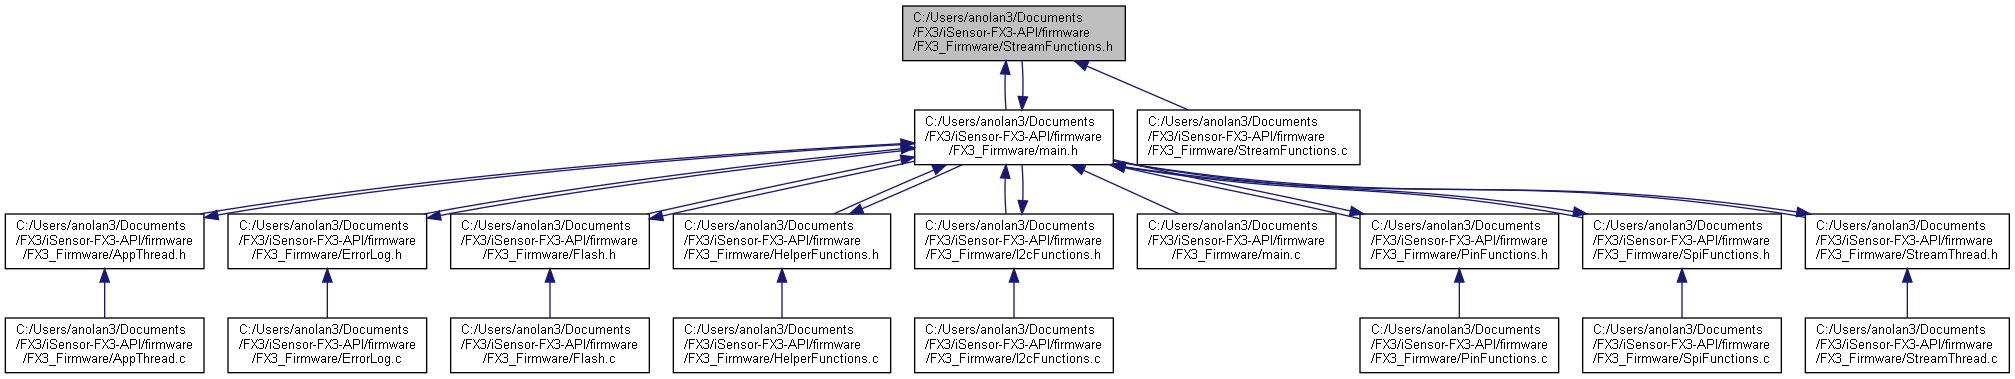 C:/Users/anolan3/Documents
/FX3/iSensor-FX3-API/firmware
/FX3_Firmware/StreamFunctions.h
C:/Users/anolan3/Documents
/FX3/iSensor-FX3-API/firmware
/FX3_Firmware/main.h
C:/Users/anolan3/Documents
/FX3/iSensor-FX3-API/firmware
/FX3_Firmware/StreamFunctions.c
C:/Users/anolan3/Documents
/FX3/iSensor-FX3-API/firmware
/FX3_Firmware/AppThread.h
C:/Users/anolan3/Documents
/FX3/iSensor-FX3-API/firmware
/FX3_Firmware/ErrorLog.h
C:/Users/anolan3/Documents
/FX3/iSensor-FX3-API/firmware
/FX3_Firmware/Flash.h
C:/Users/anolan3/Documents
/FX3/iSensor-FX3-API/firmware
/FX3_Firmware/HelperFunctions.h
C:/Users/anolan3/Documents
/FX3/iSensor-FX3-API/firmware
/FX3_Firmware/I2cFunctions.h
C:/Users/anolan3/Documents
/FX3/iSensor-FX3-API/firmware
/FX3_Firmware/main.c
C:/Users/anolan3/Documents
/FX3/iSensor-FX3-API/firmware
/FX3_Firmware/PinFunctions.h
C:/Users/anolan3/Documents
/FX3/iSensor-FX3-API/firmware
/FX3_Firmware/SpiFunctions.h
C:/Users/anolan3/Documents
/FX3/iSensor-FX3-API/firmware
/FX3_Firmware/StreamThread.h
C:/Users/anolan3/Documents
/FX3/iSensor-FX3-API/firmware
/FX3_Firmware/AppThread.c
C:/Users/anolan3/Documents
/FX3/iSensor-FX3-API/firmware
/FX3_Firmware/ErrorLog.c
C:/Users/anolan3/Documents
/FX3/iSensor-FX3-API/firmware
/FX3_Firmware/Flash.c
C:/Users/anolan3/Documents
/FX3/iSensor-FX3-API/firmware
/FX3_Firmware/HelperFunctions.c
C:/Users/anolan3/Documents
/FX3/iSensor-FX3-API/firmware
/FX3_Firmware/I2cFunctions.c
C:/Users/anolan3/Documents
/FX3/iSensor-FX3-API/firmware
/FX3_Firmware/PinFunctions.c
C:/Users/anolan3/Documents
/FX3/iSensor-FX3-API/firmware
/FX3_Firmware/SpiFunctions.c
C:/Users/anolan3/Documents
/FX3/iSensor-FX3-API/firmware
/FX3_Firmware/StreamThread.c